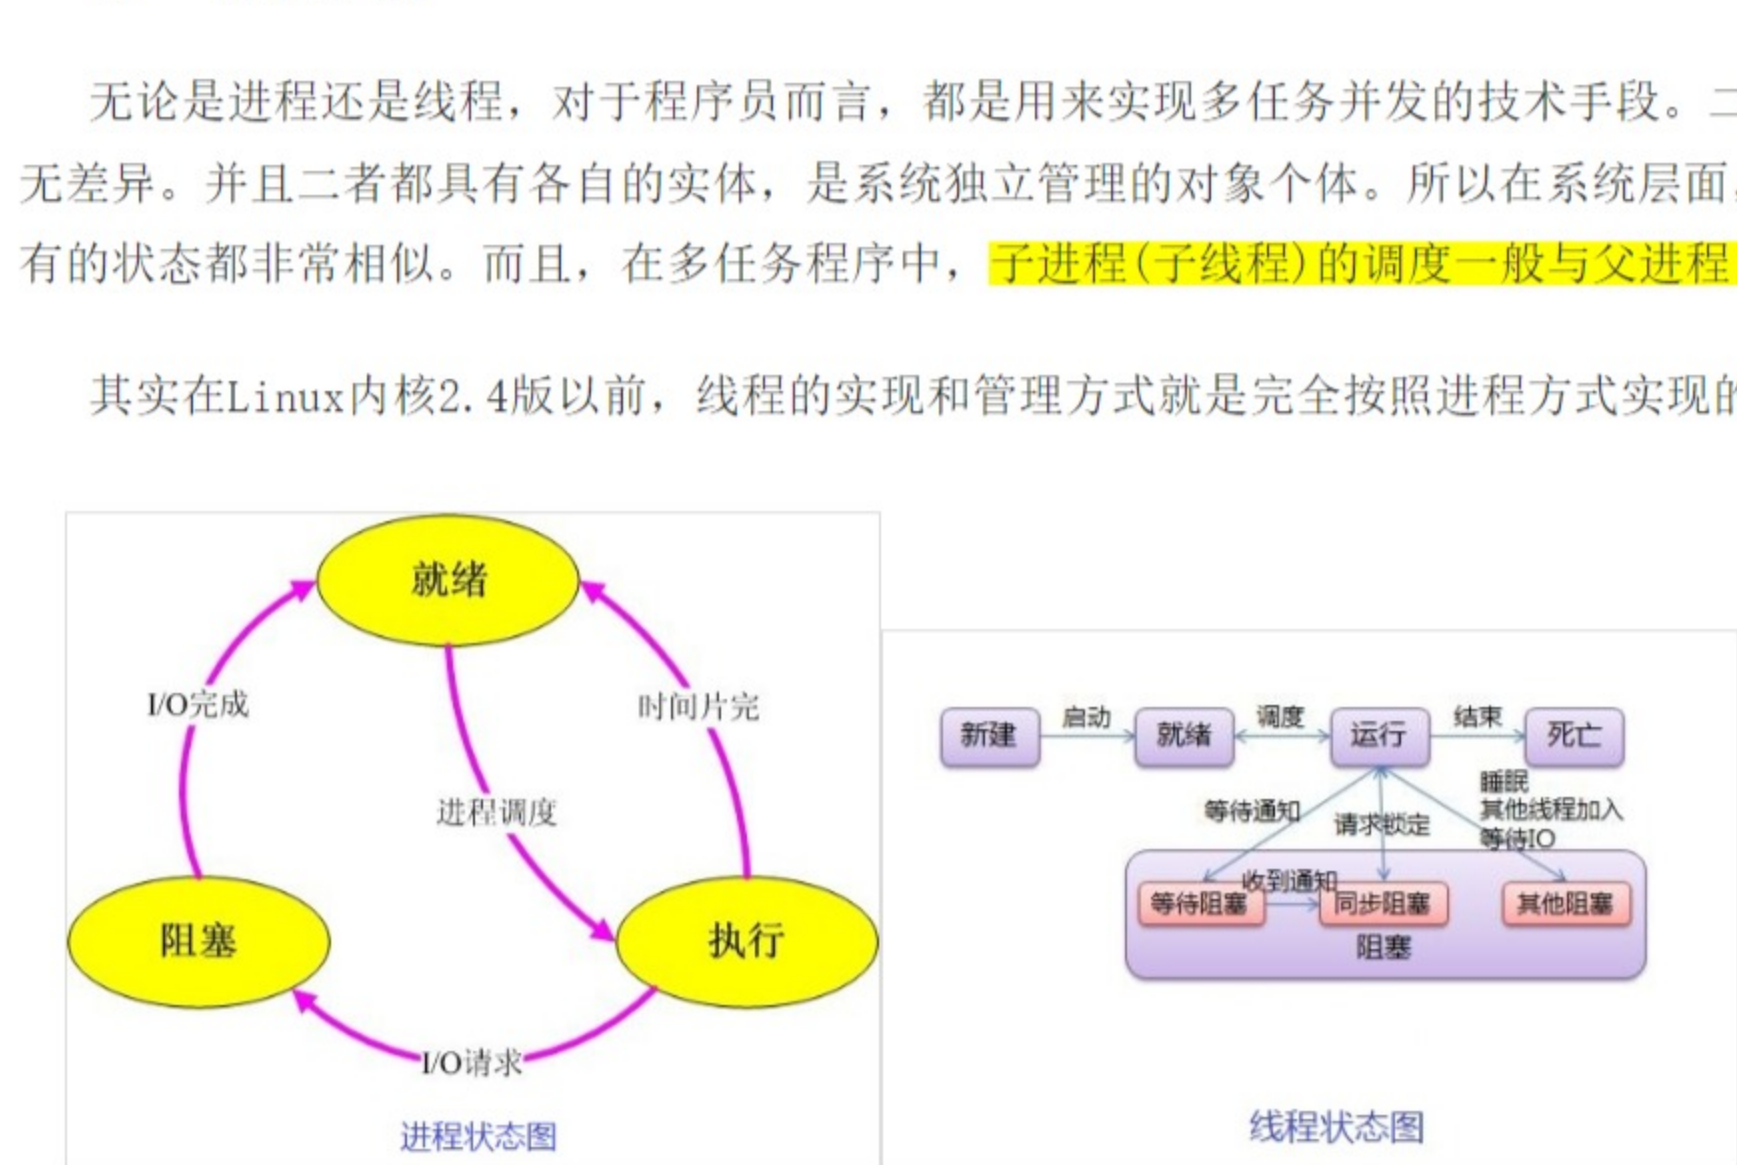 无论是进程还是线程，对于程序员而言，都是用来实现多任务并发的技术手段。二
无差异。并且二者都具有各自的实体，是系统独立管理的对象个体。所以在系统层面，
有的状态都非常相似。而且，在多任务程序中，子进程(子线程)的调度一般与父进程
其实在Linux内核2.4版以前，线程的实现和管理方式就是完全按照进程方式实现的
就绪
I/O完成
时间片完
进程调度
阻塞
执行
I/O请求
进程状态图
新建
启动
就绪
调度
运行
结束
死亡
等待通知
请求锁定
睡眠
其他线程加入
等待IO
收到通知
等待阻塞
同步阻塞
其他阻塞
阻塞
线程状态图